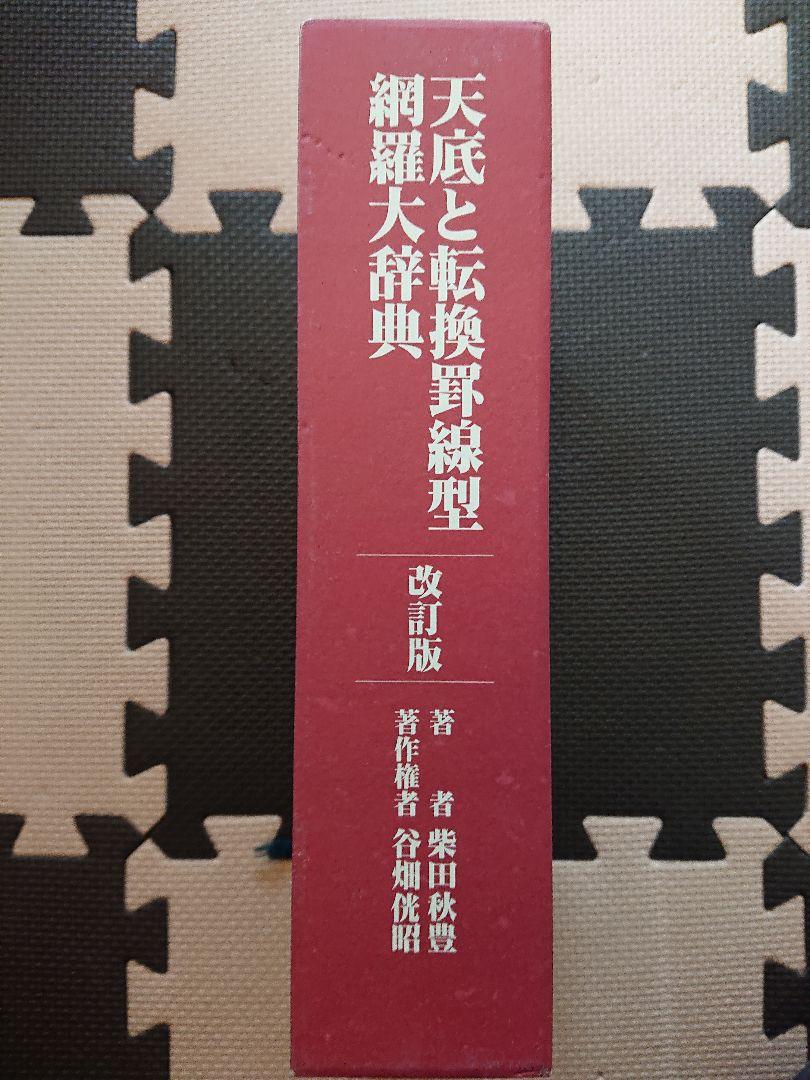 天底と転換罫線型
網羅大辞典
改訂版
著者 柴田秋豊
著作権者 谷畑侊昭